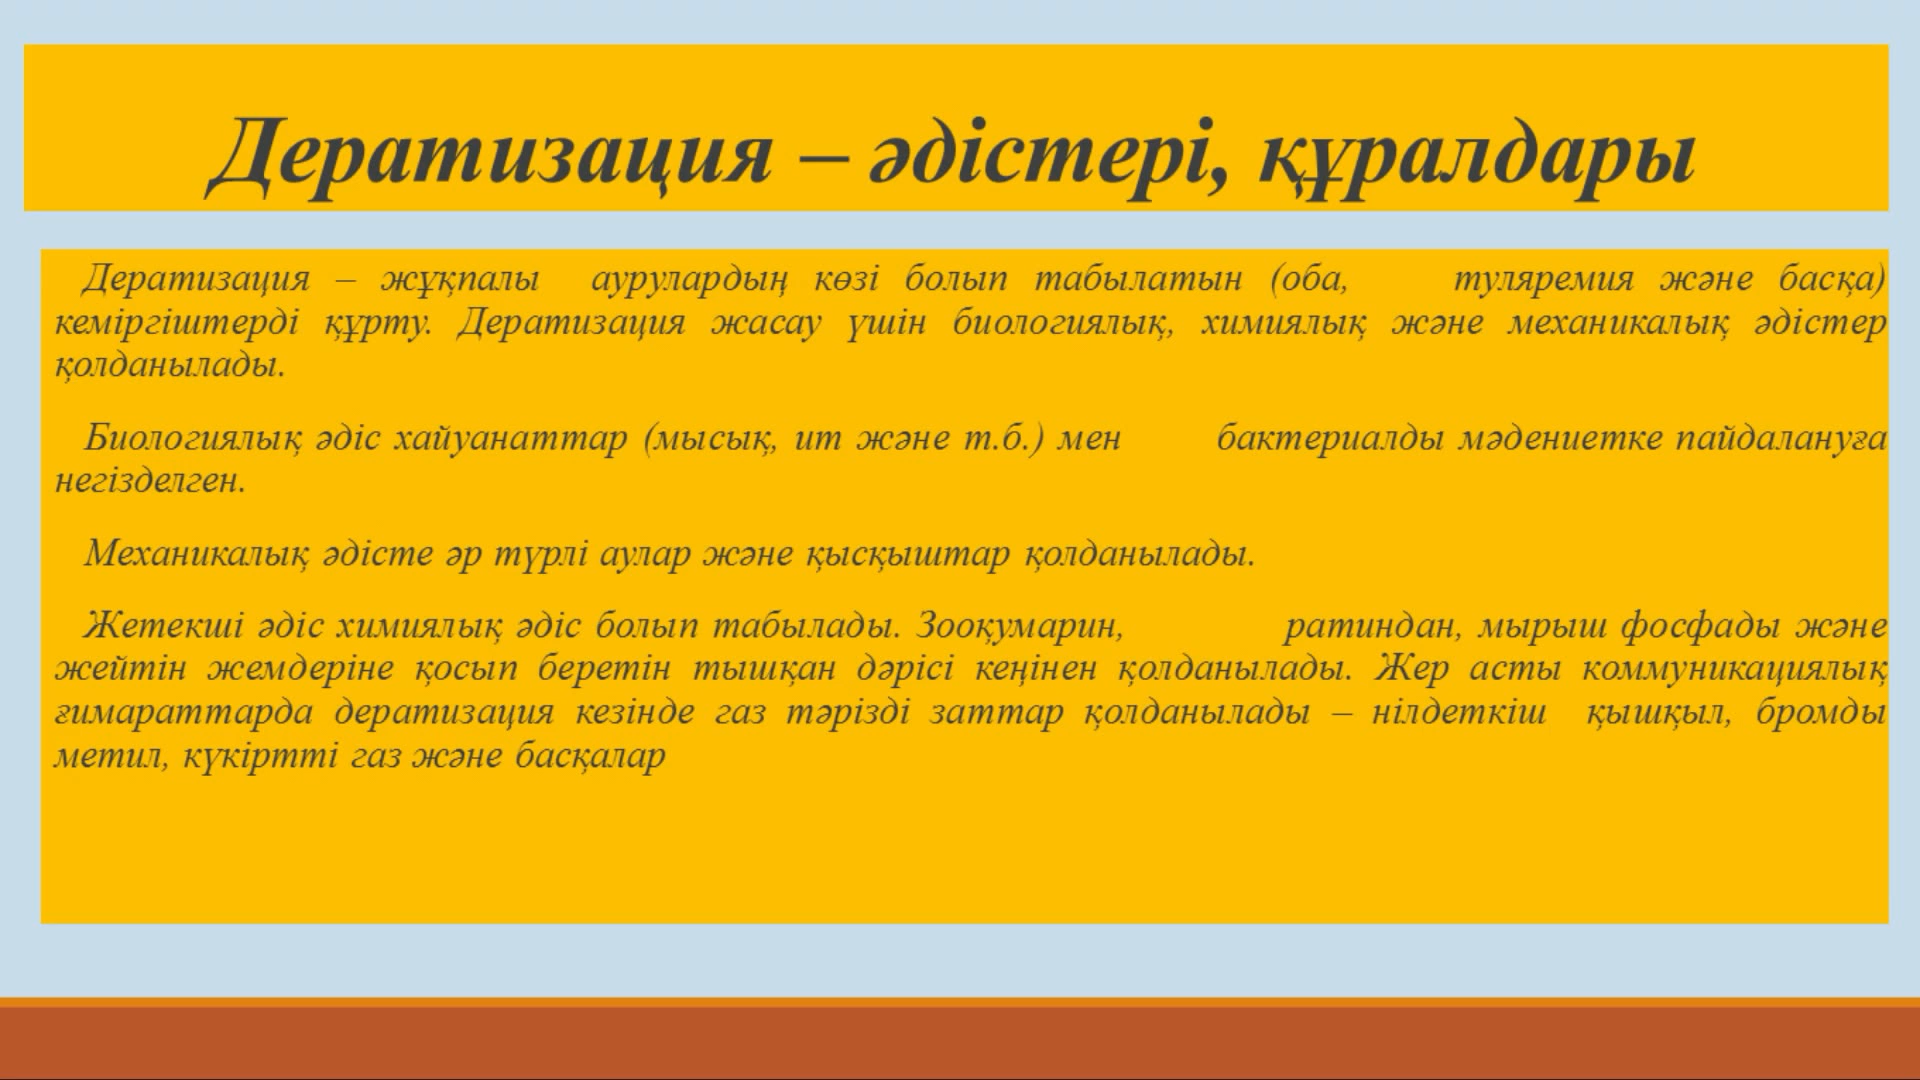 Дератизация – әдістері, құралдары
Дератизация – жұқпалы аурулардың көзі болып табылатын (оба, туляремия және басқа)
кеміргіштерді құрту. Дератизация жасау үшін биологиялық, химиялық және механикалық әдістер
қолданылады.
Биологиялық әдіс хайуанаттар (мысық, ит және т.б.) мен бактериалды мәдениетке пайдалануға
негізделген.
Механикалық әдісте әр түрлі аулар және қысқыштар қолданылады.
Жетекші әдіс химиялық әдіс болып табылады. Зооқумарин, ратиндан, мырыш фосфады және
жейтін жемдеріне қосып беретін тышқан дәрісі кеңінен қолданылады. Жер асты коммуникациялық
ғимараттарда дератизация кезінде газ тәрізді заттар қолданылады – нілдеткіш қышқыл, бромды
метил, күкіртті газ және басқалар